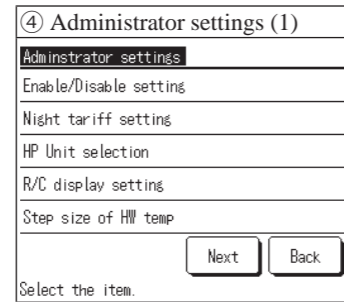 ④ Administrator settings (1)
Adminstrator settings
Enable/Disable setting
Night tariff setting
HP Unit selection
R/C display setting
Step size of HW temp
Next Back
Select the item.